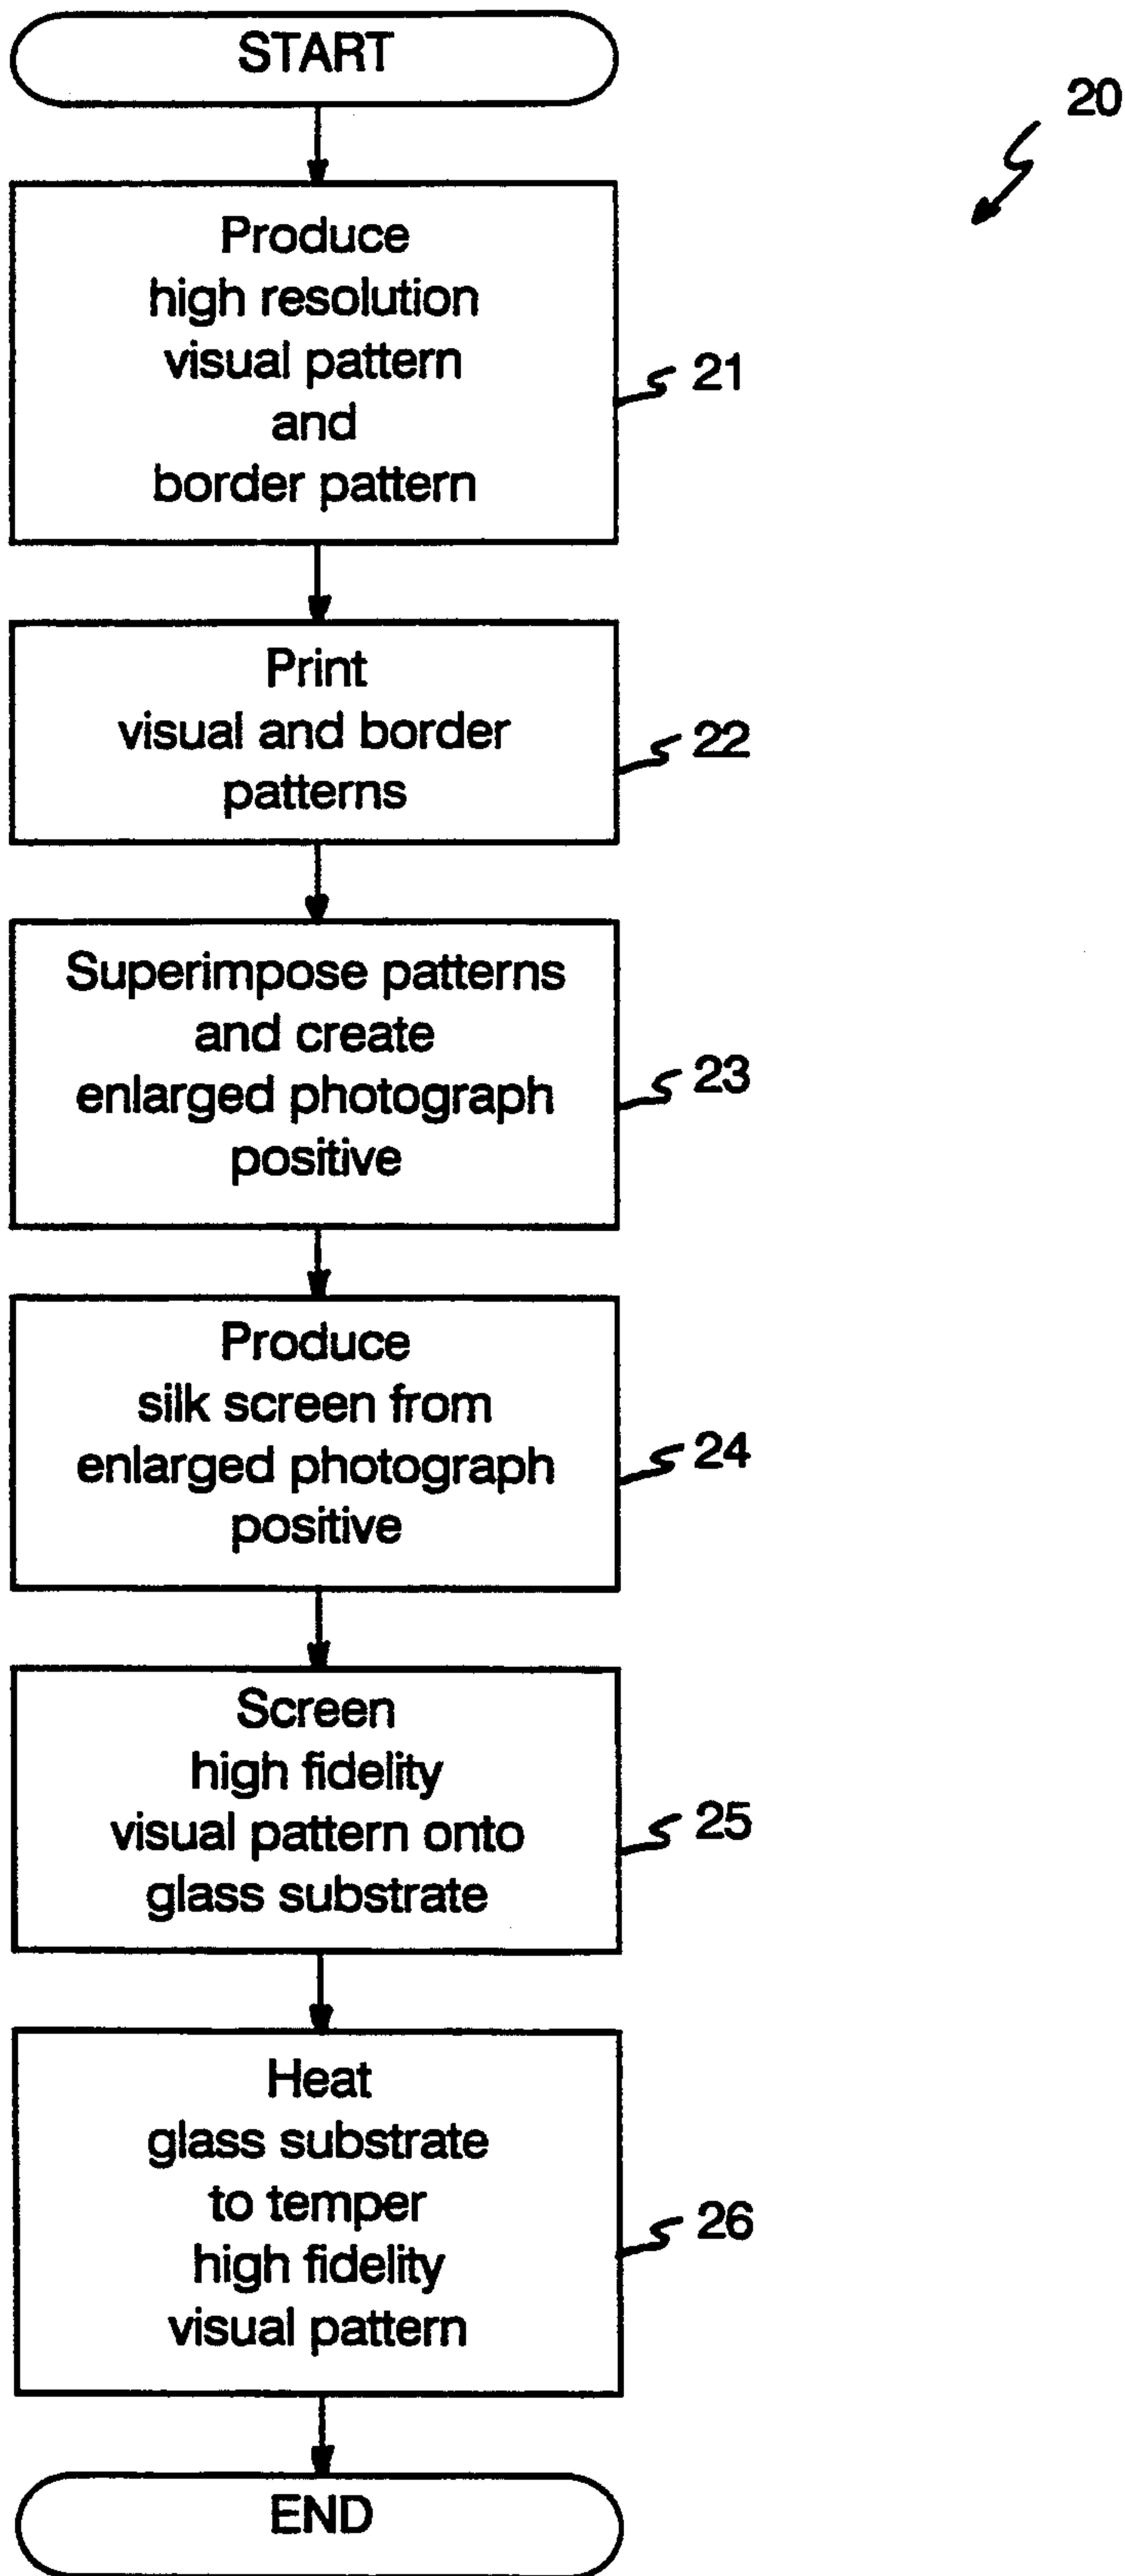 START
20
Produce
high resolution
visual pattern
and
border pattern
21
Print
visual and border
patterns
22
Superimpose patterns
and create
enlarged photograph
positive
23
Produce
silk screen from
enlarged photograph
positive
24
Screen
high fidelity
visual pattern onto
glass substrate
25
Heat
glass substrate
to temper
high fidelity
visual pattern
26
END